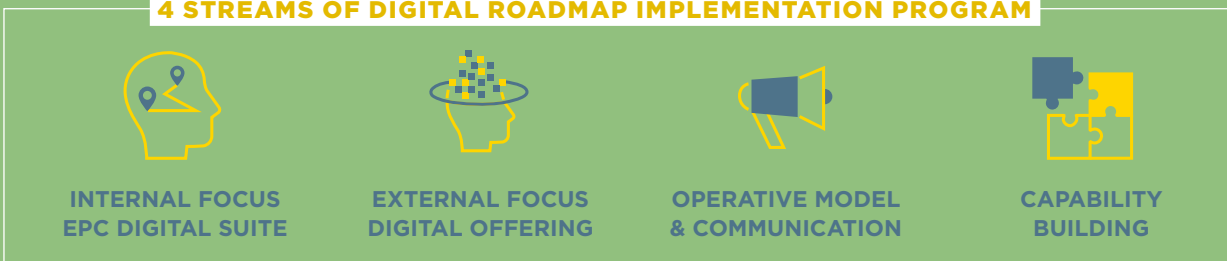 4 STREAMS OF DIGITAL ROADMAP IMPLEMENTATION PROGRAM
INTERNAL FOCUS
EPC DIGITAL SUITE
EXTERNAL FOCUS
DIGITAL OFFERING
OPERATIVE MODEL
& COMMUNICATION
CAPABILITY
BUILDING